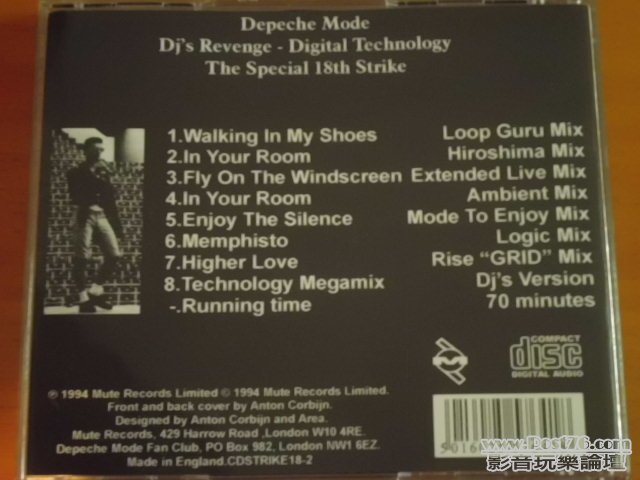 Depeche Mode
Dj's Revenge - Digital Technology
The Special 18th Strike
1.Walking In My Shoes Loop Guru Mix
2.In Your Room Hiroshima Mix
3.Fly On The Windscreen Extended Live Mix
4.In Your Room Ambient Mix
5.Enjoy The Silence Mode To Enjoy Mix
6.Memphisto Logic Mix
7.Higher Love Rise “GRID” Mix
8.Technology Megamix Dj's Version
-.Running time 70 minutes
COMPACT
disc
DIGITAL AUDIO
℗ 1994 Mute Records Limited © 1994 Mute Records Limited.
Front and back cover by Anton Corbijn.
Designed by Anton Corbijn and Area.
Mute Records, 429 Harrow Road ,London W10 4RE.
Depeche Mode Fan Club, PO Box 982, London NW1 6EZ.
Made in England.CDSTRIKE18-2
www.Post76.com
影音玩樂論壇